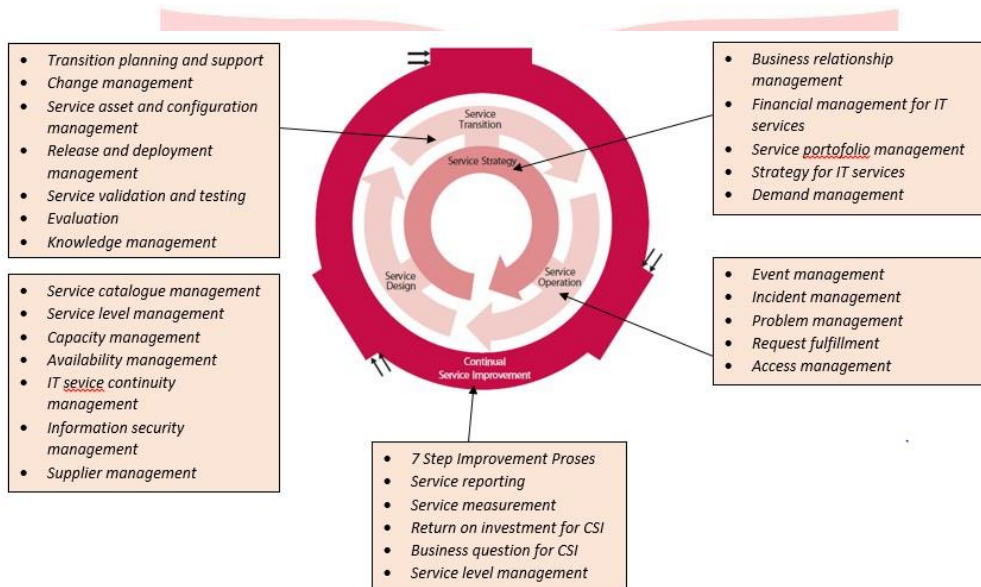 • Transition planning and support
• Change management
• Service asset and configuration
management
• Release and deployment
management
• Service validation and testing
• Evaluation
• Knowledge management
• Service catalogue management
• Service level management
• Capacity management
• Availability management
• IT sevice continuity
management
• Information security
management
• Supplier management
Service
Transition
Service Strategy
Service
Design
Service
Operation
Continual
Service Improvement
• Business relationship
management
• Financial management for IT
services
• Service portofolio management
• Strategy for IT services
• Demand management
• Event management
• Incident management
• Problem management
• Request fulfillment
• Access management
• 7 Step Improvement Proses
• Service reporting
• Service measurement
• Return on investment for CSI
• Business question for CSI
• Service level management